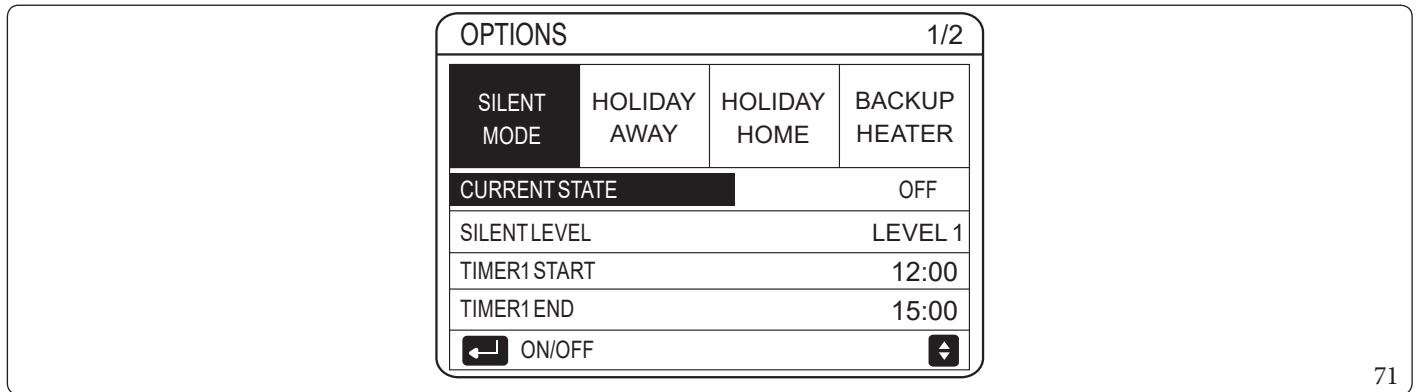 OPTIONS 1/2
SILENT MODE HOLIDAY AWAY HOLIDAY HOME BACKUP HEATER
CURRENT STATE OFF
SILENT LEVEL LEVEL 1
TIMER1 START 12:00
TIMER1 END 15:00
ON/OFF
71